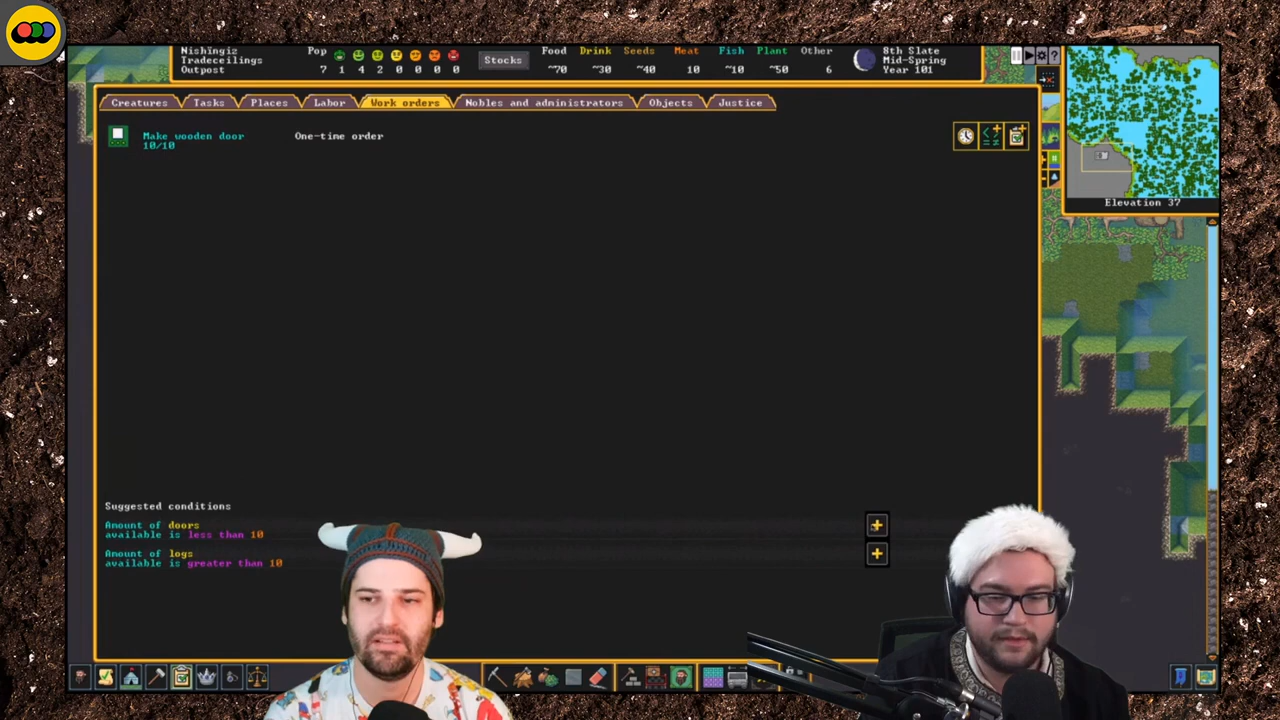 Nishingiz
Tradeceilings
Outpost
Pop
7 1 4 2 0 0 0 0
Stocks
Food Drink Seeds Meat Fish Plant Other
~70 ~30 ~40 10 ~10 ~50 6
8th Slate
Mid-Spring
Year 101
?
Creatures Tasks Places Labor Work orders Nobles and administrators Objects Justice
Make wooden door
10/10
One-time order
Elevation 37
Suggested conditions
Amount of doors
available is less than 10
Amount of logs
available is greater than 10